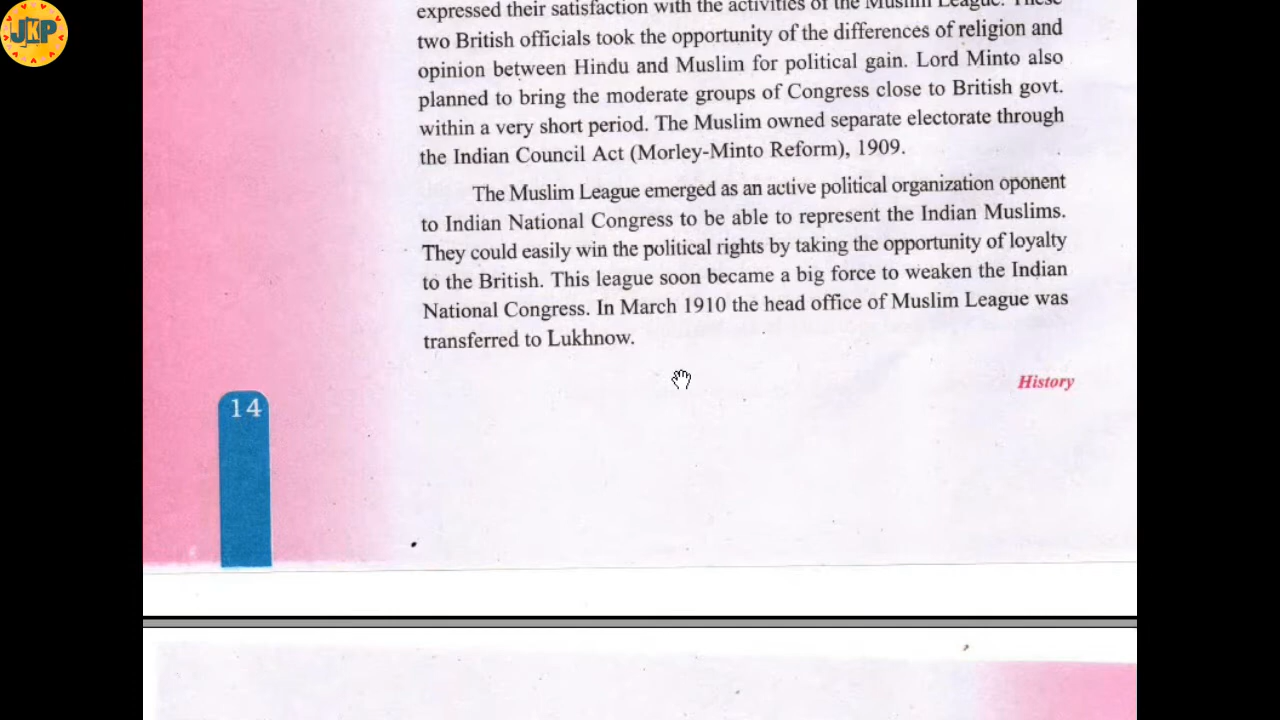 JKP
expressed their satisfaction with the activities of the Muslim League. These
two British officials took the opportunity of the differences of religion and
opinion between Hindu and Muslim for political gain. Lord Minto also
planned to bring the moderate groups of Congress close to British govt.
within a very short period. The Muslim owned separate electorate through
the Indian Council Act (Morley-Minto Reform), 1909.
The Muslim League emerged as an active political organization oponent
to Indian National Congress to be able to represent the Indian Muslims.
They could easily win the political rights by taking the opportunity of loyalty
to the British. This league soon became a big force to weaken the Indian
National Congress. In March 1910 the head office of Muslim League was
transferred to Lukhnow.
History
14